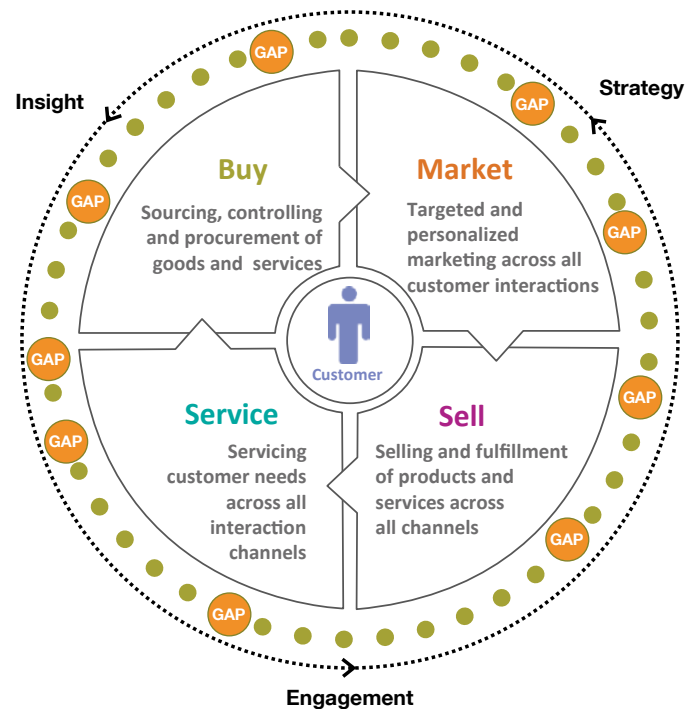 GAP
Insight
Strategy
GAP
Buy
Sourcing, controlling
and procurement of
goods and services
Market
Targeted and
personalized
marketing across all
customer interactions
GAP
GAP
Customer
GAP
GAP
GAP
Service
Servicing
customer needs
across all
interaction
channels
Sell
Selling and fulfillment
of products and
services across
all channels
GAP
GAP
Engagement